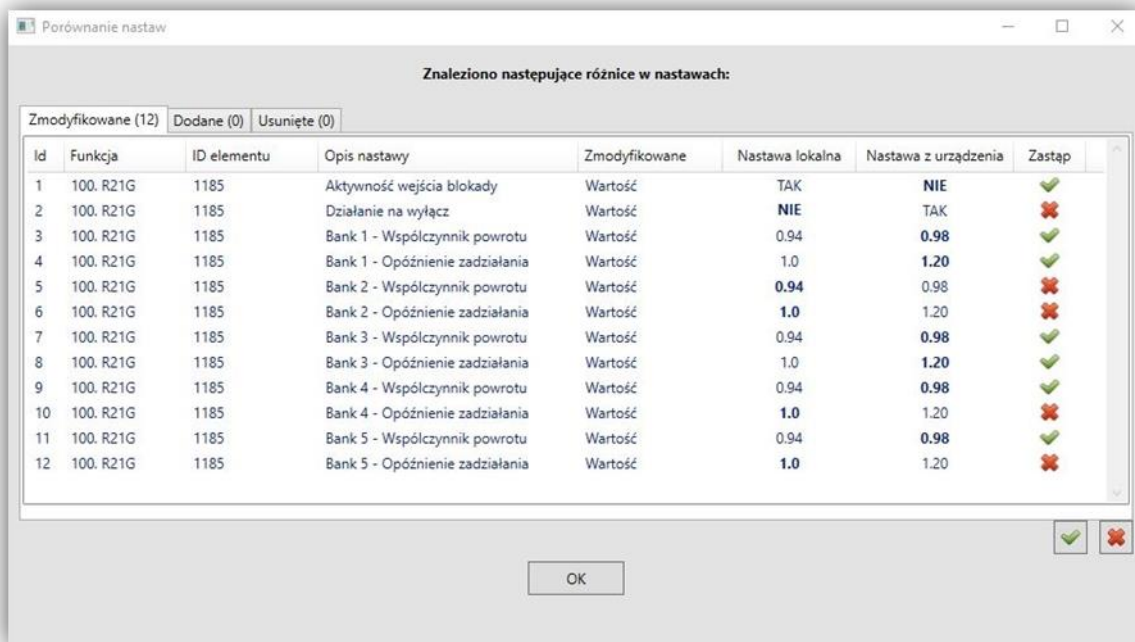 Porównanie nastaw
Znaleziono następujące różnice w nastawach:
Zmodyfikowane (12) Dodane (0) Usunięte (0)
Id Funkcja ID elementu Opis nastawy Zmodyfikowane Nastawa lokalna Nastawa z urządzenia Zastąp
1 100. R21G 1185 Aktywność wejścia blokady Wartość TAK NIE
2 100. R21G 1185 Działanie na wyłącz Wartość NIE TAK
3 100. R21G 1185 Bank 1 - Współczynnik powrotu Wartość 0.94 0.98
4 100. R21G 1185 Bank 1 - Opóźnienie zadziałania Wartość 1.0 1.20
5 100. R21G 1185 Bank 2 - Współczynnik powrotu Wartość 0.94 0.98
6 100. R21G 1185 Bank 2 - Opóźnienie zadziałania Wartość 1.0 1.20
7 100. R21G 1185 Bank 3 - Współczynnik powrotu Wartość 0.94 0.98
8 100. R21G 1185 Bank 3 - Opóźnienie zadziałania Wartość 1.0 1.20
9 100. R21G 1185 Bank 4 - Współczynnik powrotu Wartość 0.94 0.98
10 100. R21G 1185 Bank 4 - Opóźnienie zadziałania Wartość 1.0 1.20
11 100. R21G 1185 Bank 5 - Współczynnik powrotu Wartość 0.94 0.98
12 100. R21G 1185 Bank 5 - Opóźnienie zadziałania Wartość 1.0 1.20
OK